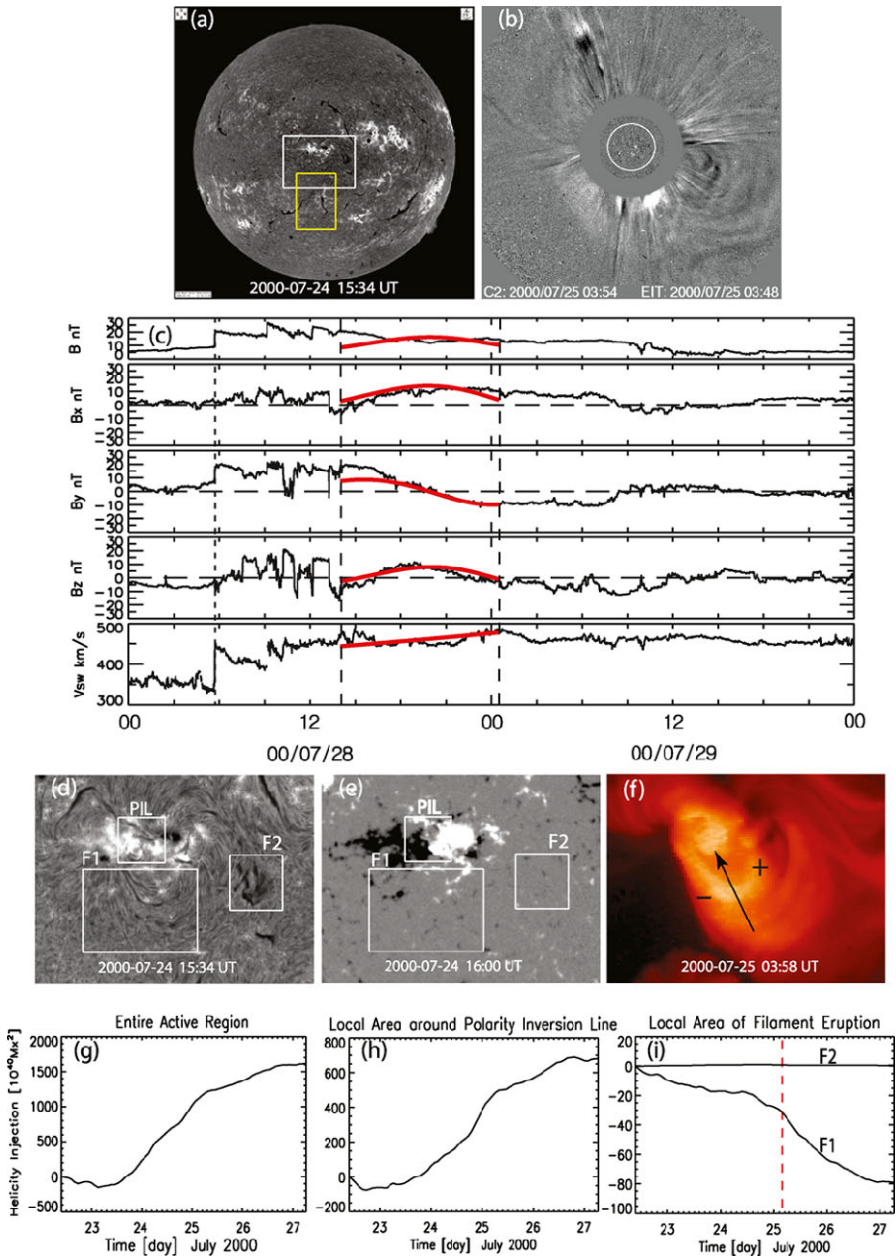 (a)
2000-07-24 15:34 UT
(b)
C2: 2000/07/25 03:54 EIT: 2000/07/25 03:48
(c)
B nT
30
20
10
0
Bx nT
30
20
10
0
-10
-20
-30
By nT
30
20
10
0
-10
-20
-30
Bz nT
30
20
10
0
-10
-20
-30
Vsw km/s
500
400
300
00 12 00 12 00
00/07/28 00/07/29
(d)
PIL
F1
F2
2000-07-24 15:34 UT
(e)
PIL
F1
F2
2000-07-24 16:00 UT
(f)
+
−
2000-07-25 03:58 UT
Entire Active Region
(g)
Helicity Injection [10⁴⁰Mx²]
1500
1000
500
0
-500
23 24 25 26 27
Time [day] July 2000
Local Area around Polarity Inversion Line
(h)
800
600
400
200
0
-200
23 24 25 26 27
Time [day] July 2000
Local Area of Filament Eruption
(i)
20
0
-20
-40
-60
-80
-100
F2
F1
23 24 25 26 27
Time [day] July 2000